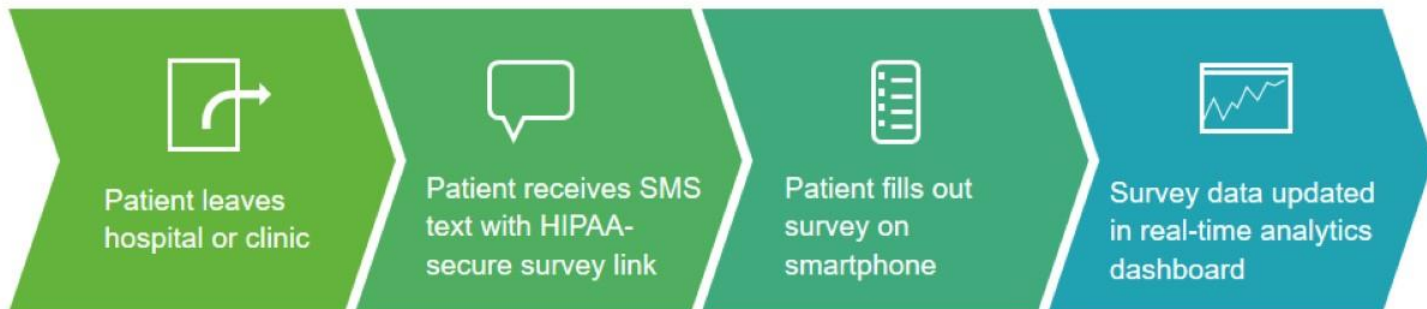 Patient leaves
hospital or clinic
Patient receives SMS
text with HIPAA-
secure survey link
Patient fills out
survey on
smartphone
Survey data updated
in real-time analytics
dashboard